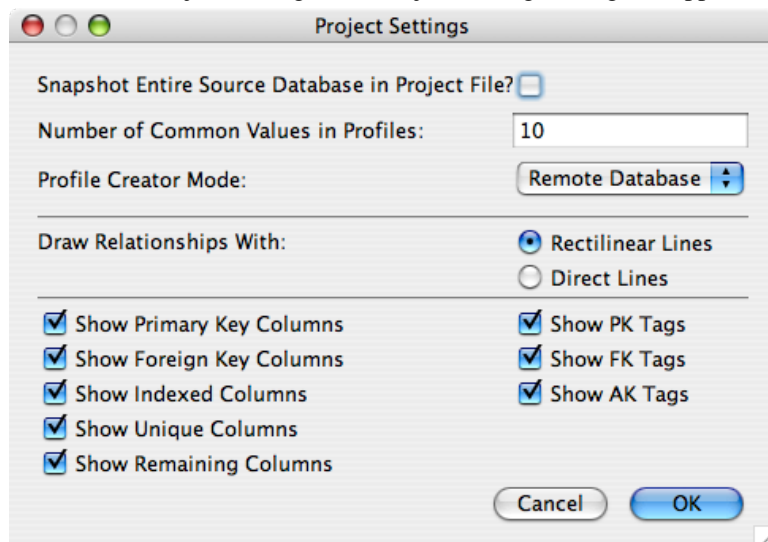 Project Settings
Snapshot Entire Source Database in Project File?
Number of Common Values in Profiles: 10
Profile Creator Mode: Remote Database
Draw Relationships With: Rectilinear Lines
Direct Lines
Show Primary Key Columns Show PK Tags
Show Foreign Key Columns Show FK Tags
Show Indexed Columns Show AK Tags
Show Unique Columns
Show Remaining Columns
Cancel OK